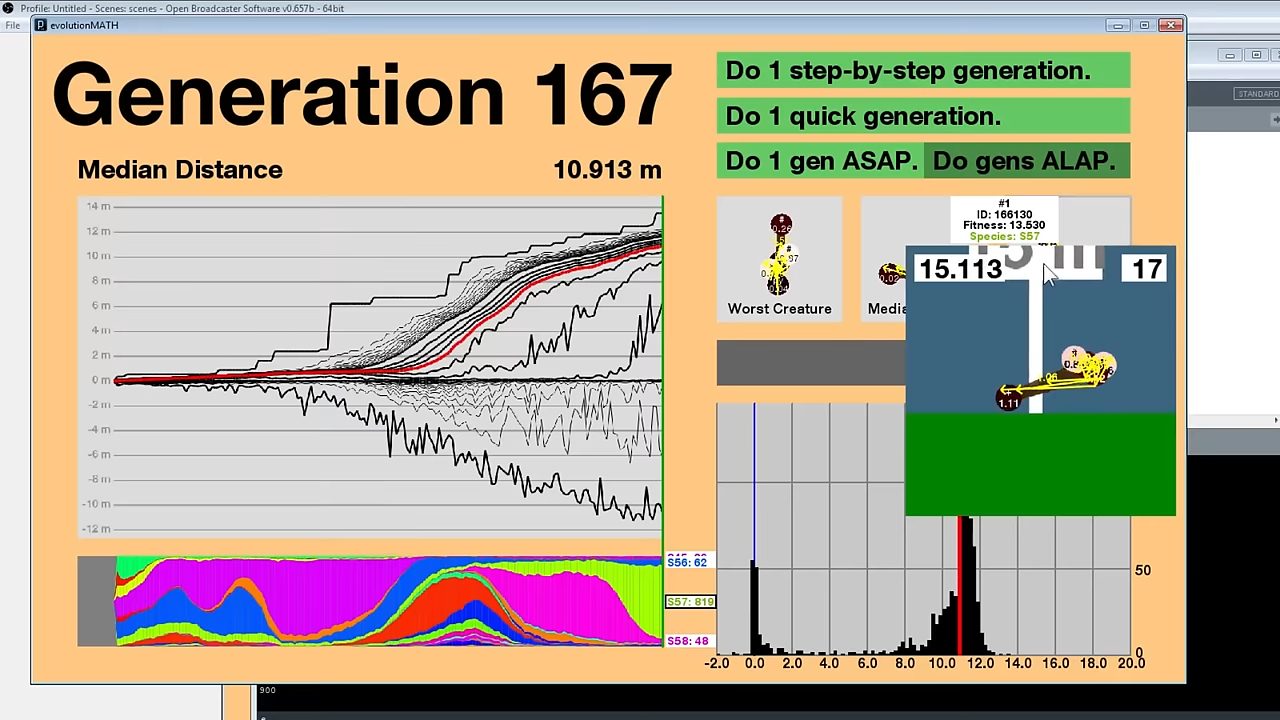 Profile: Untitled - Scenes: scenes - Open Broadcaster Software v0.657b - 64bit
File
evolutionMATH
STANDARD
Generation 167
Do 1 step-by-step generation.
Do 1 quick generation.
Do 1 gen ASAP. Do gens ALAP.
Median Distance 10.913 m
14 m
12 m
10 m
8 m
6 m
4 m
2 m
0 m
-2 m
-4 m
-6 m
-8 m
-10 m
-12 m
Worst Creature
#1
ID: 166130
Fitness: 13.530
Species: S57
15.113
17
1.11
S56: 62
S57: 819
S58: 48
50
0
-2.0 0.0 2.0 4.0 6.0 8.0 10.0 12.0 14.0 16.0 18.0 20.0
900